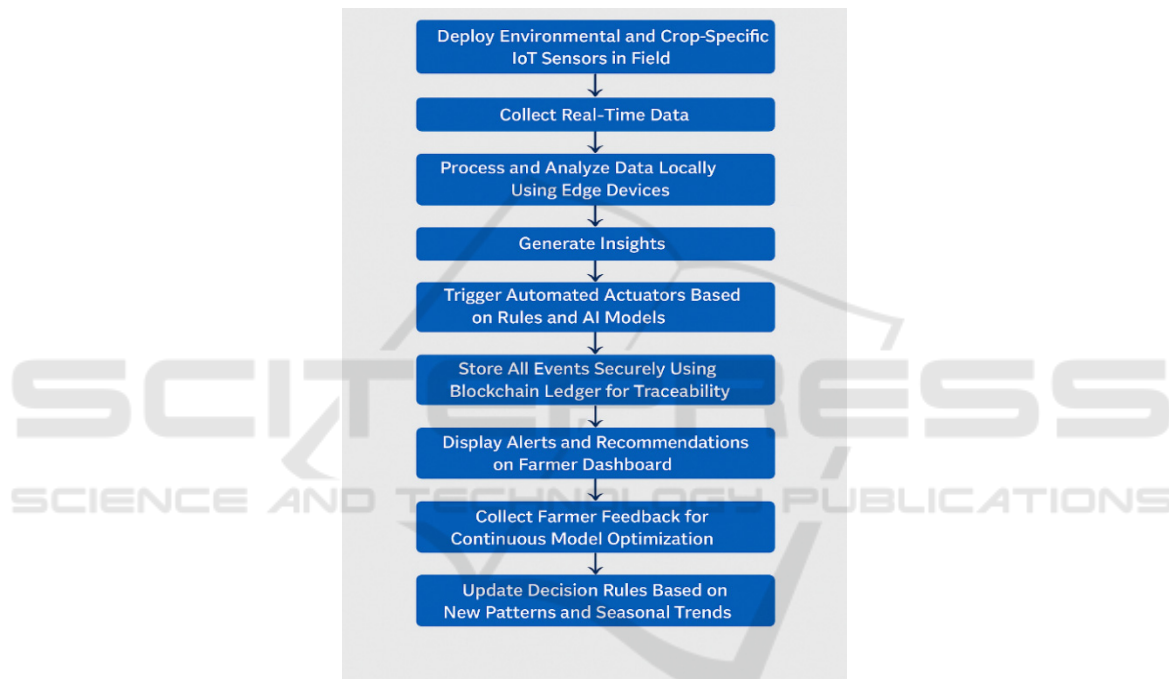 Deploy Environmental and Crop-Specific
IoT Sensors in Field
Collect Real-Time Data
Process and Analyze Data Locally
Using Edge Devices
Generate Insights
Trigger Automated Actuators Based
on Rules and AI Models
Store All Events Securely Using
Blockchain Ledger for Traceability
Display Alerts and Recommendations
on Farmer Dashboard
Collect Farmer Feedback for
Continuous Model Optimization
Update Decision Rules Based on
New Patterns and Seasonal Trends
SCITEPRESS
SCIENCE AND TECHNOLOGY PUBLICATIONS